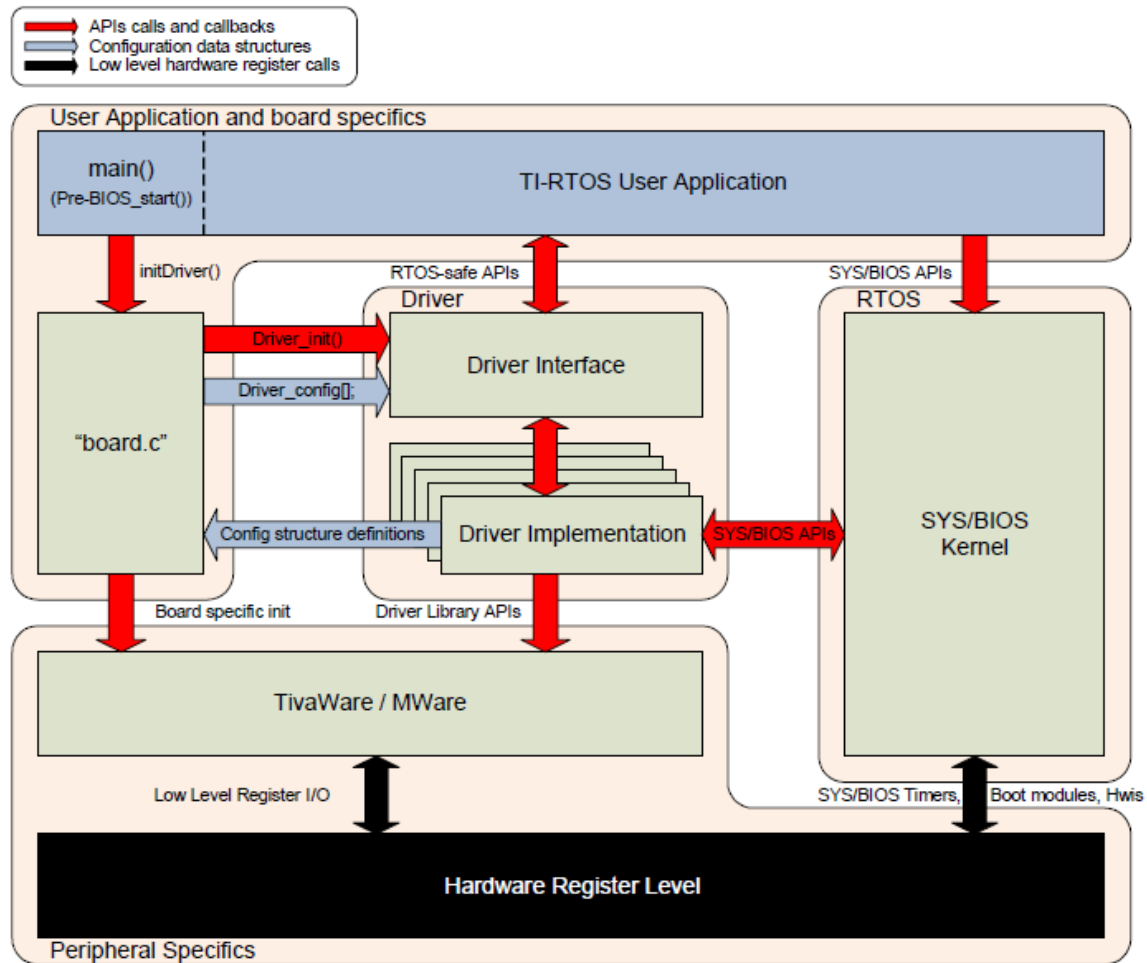 APIs calls and callbacks
Configuration data structures
Low level hardware register calls
User Application and board specifics
main()
(Pre-BIOS_start())
TI-RTOS User Application
initDriver()
RTOS-safe APIs
SYS/BIOS APIs
Driver
RTOS
Driver_init()
Driver Interface
Driver_config[];
“board.c”
Config structure definitions
Driver Implementation
SYS/BIOS APIs
SYS/BIOS
Kernel
Board specific init
Driver Library APIs
TivaWare / MWare
Low Level Register I/O
SYS/BIOS Timers, Boot modules, Hwis
Hardware Register Level
Peripheral Specifics